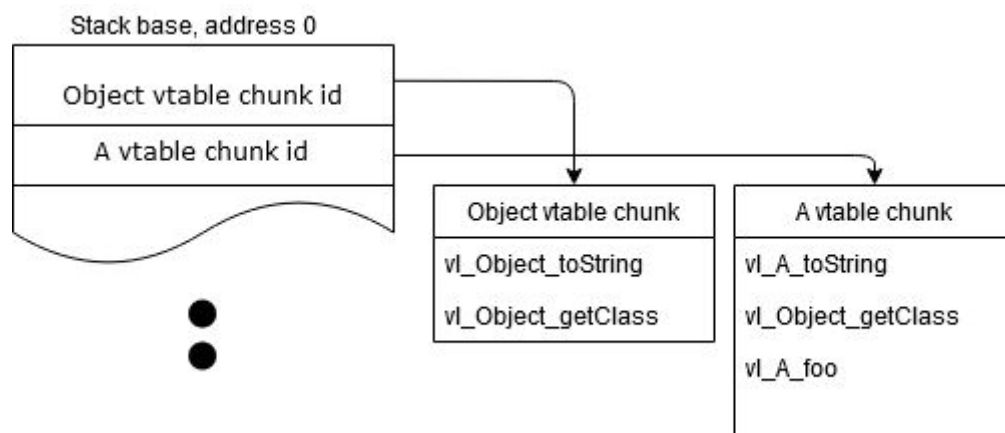 Stack base, address 0
Object vtable chunk id
A vtable chunk id
Object vtable chunk
vl_Object_toString
vl_Object_getClass
A vtable chunk
vl_A_toString
vl_Object_getClass
vl_A_foo